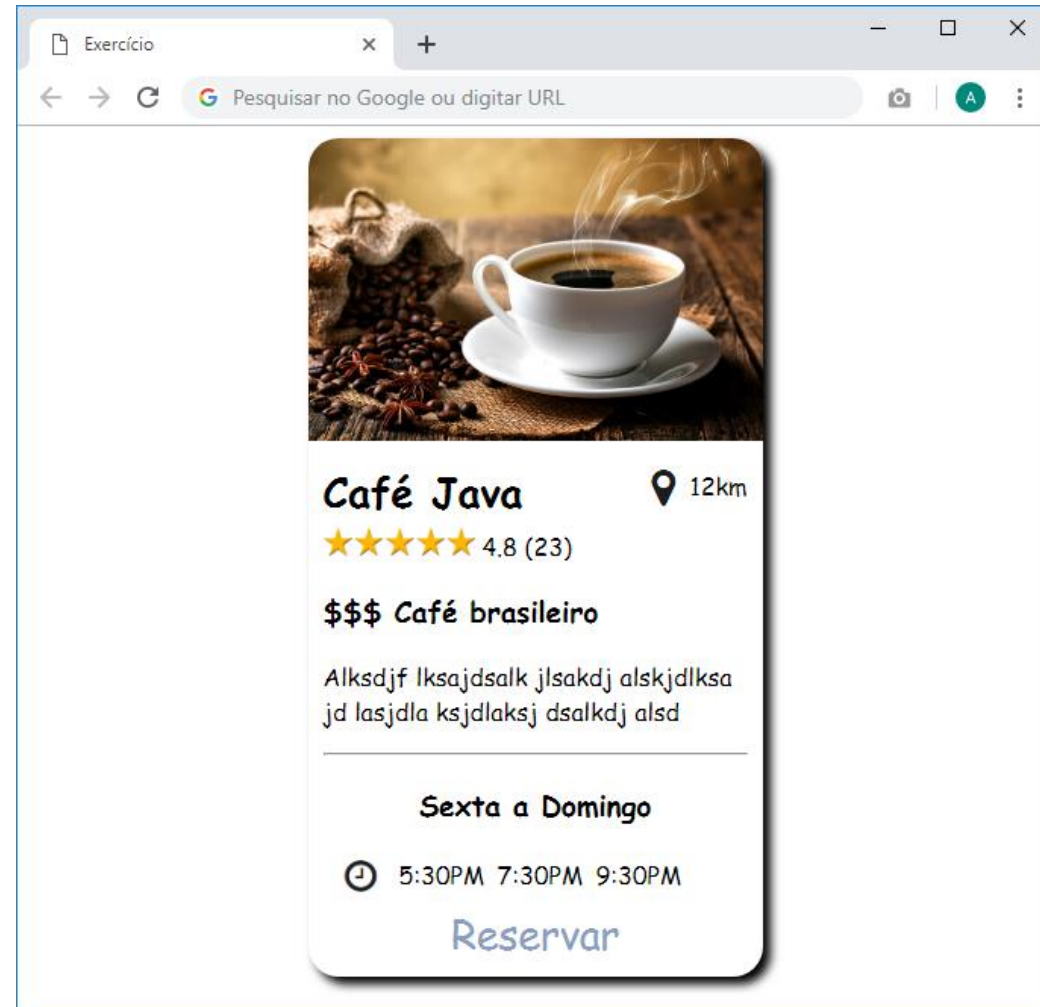 Exercício
Pesquisar no Google ou digitar URL
A
Café Java
12km
4.8 (23)
$$$ Café brasileiro
Alksdjf lksajdsalk jlsakdj alskjdlksa
jd lasjdla ksjdlaksj dsalkdj alsd
Sexta a Domingo
5:30PM 7:30PM 9:30PM
Reservar